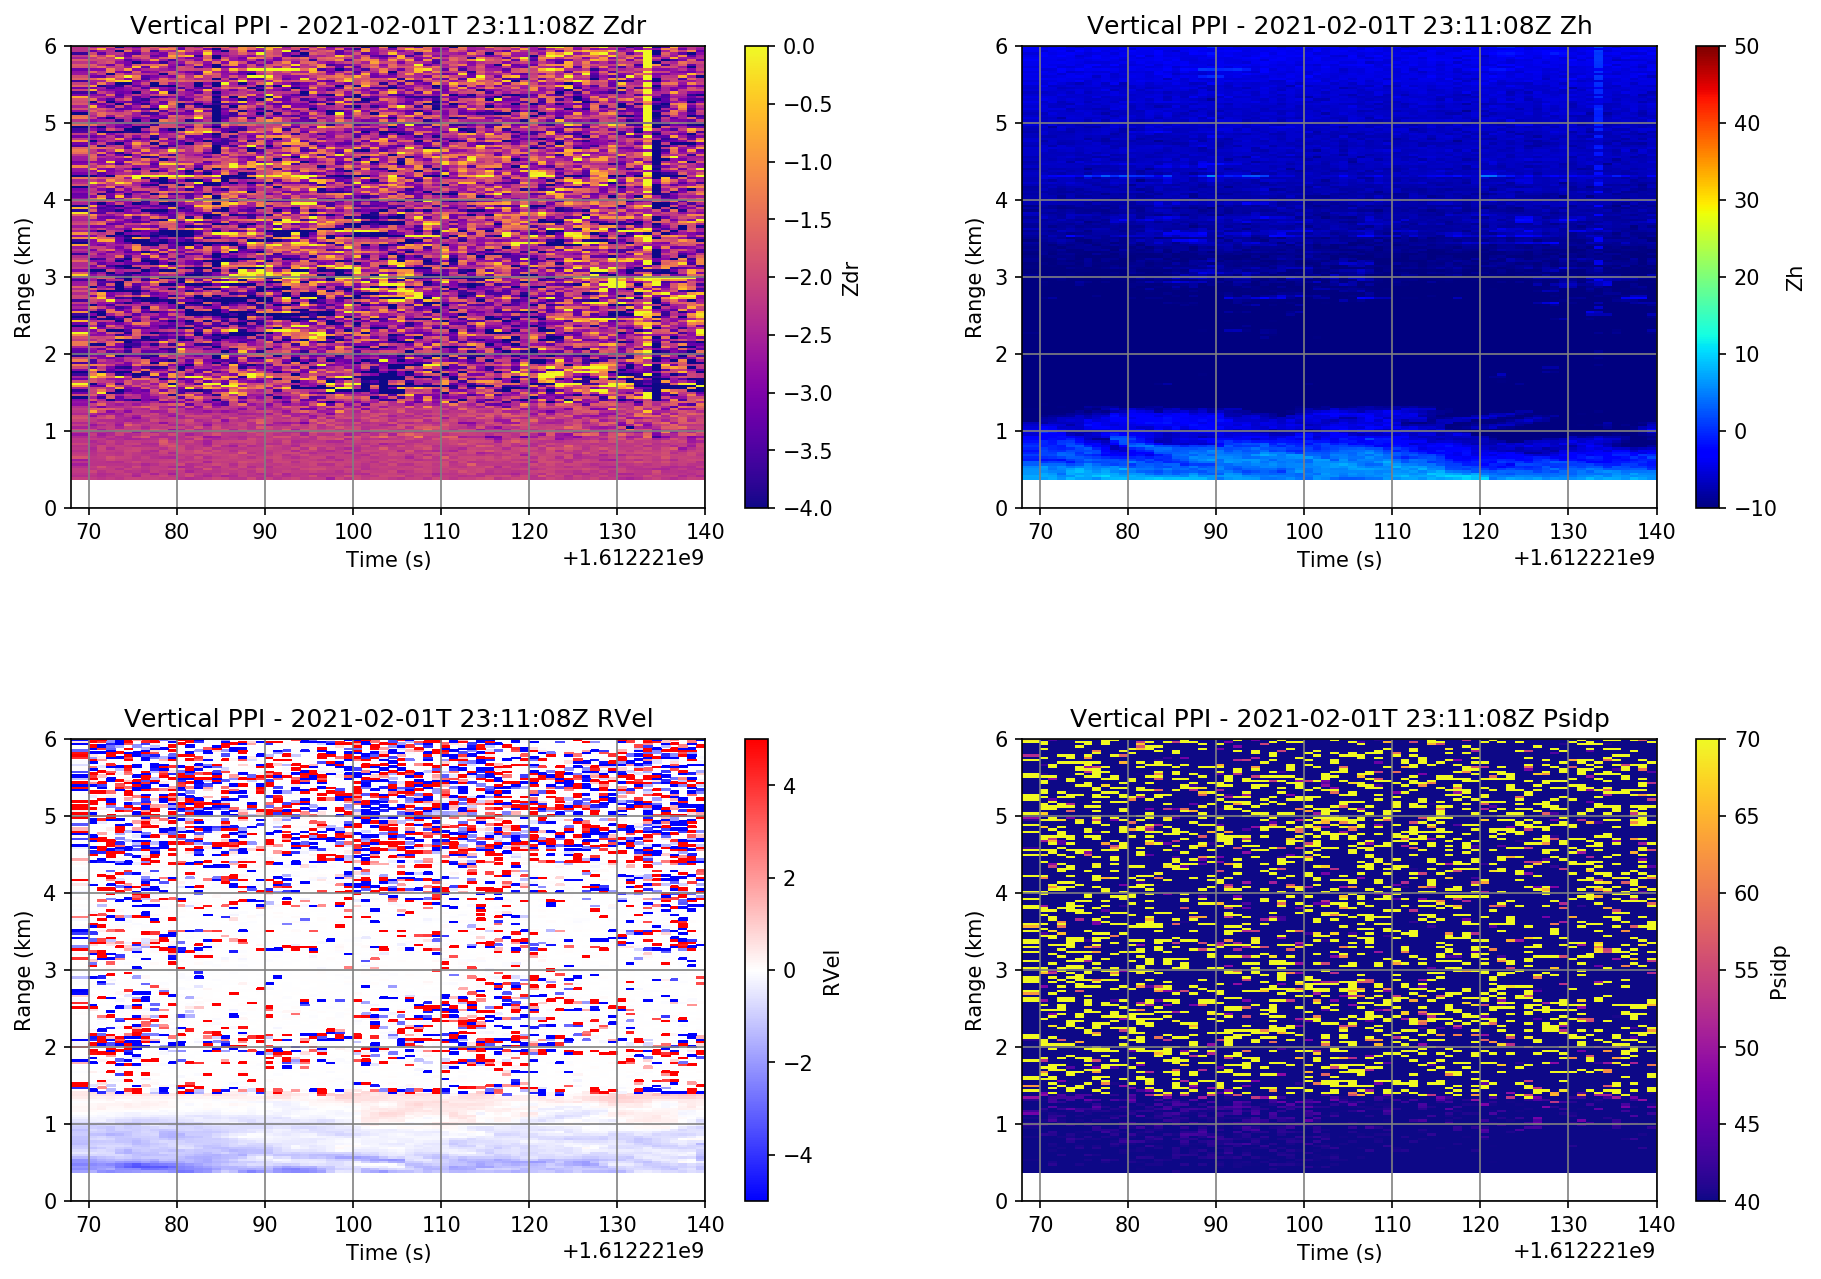 Vertical PPI - 2021-02-01T 23:11:08Z Zdr
6
5
4
3
2
1
0
Range (km)
70 80 90 100 110 120 130 140
Time (s)
+1.612221e9
0.0
−0.5
−1.0
−1.5
−2.0
−2.5
−3.0
−3.5
−4.0
Zdr
Vertical PPI - 2021-02-01T 23:11:08Z Zh
6
5
4
3
2
1
0
Range (km)
70 80 90 100 110 120 130 140
Time (s)
+1.612221e9
50
40
30
20
10
0
−10
Zh
Vertical PPI - 2021-02-01T 23:11:08Z RVel
6
5
4
3
2
1
0
Range (km)
70 80 90 100 110 120 130 140
Time (s)
+1.612221e9
4
2
0
−2
−4
RVel
Vertical PPI - 2021-02-01T 23:11:08Z Psidp
6
5
4
3
2
1
0
Range (km)
70 80 90 100 110 120 130 140
Time (s)
+1.612221e9
70
65
60
55
50
45
40
Psidp